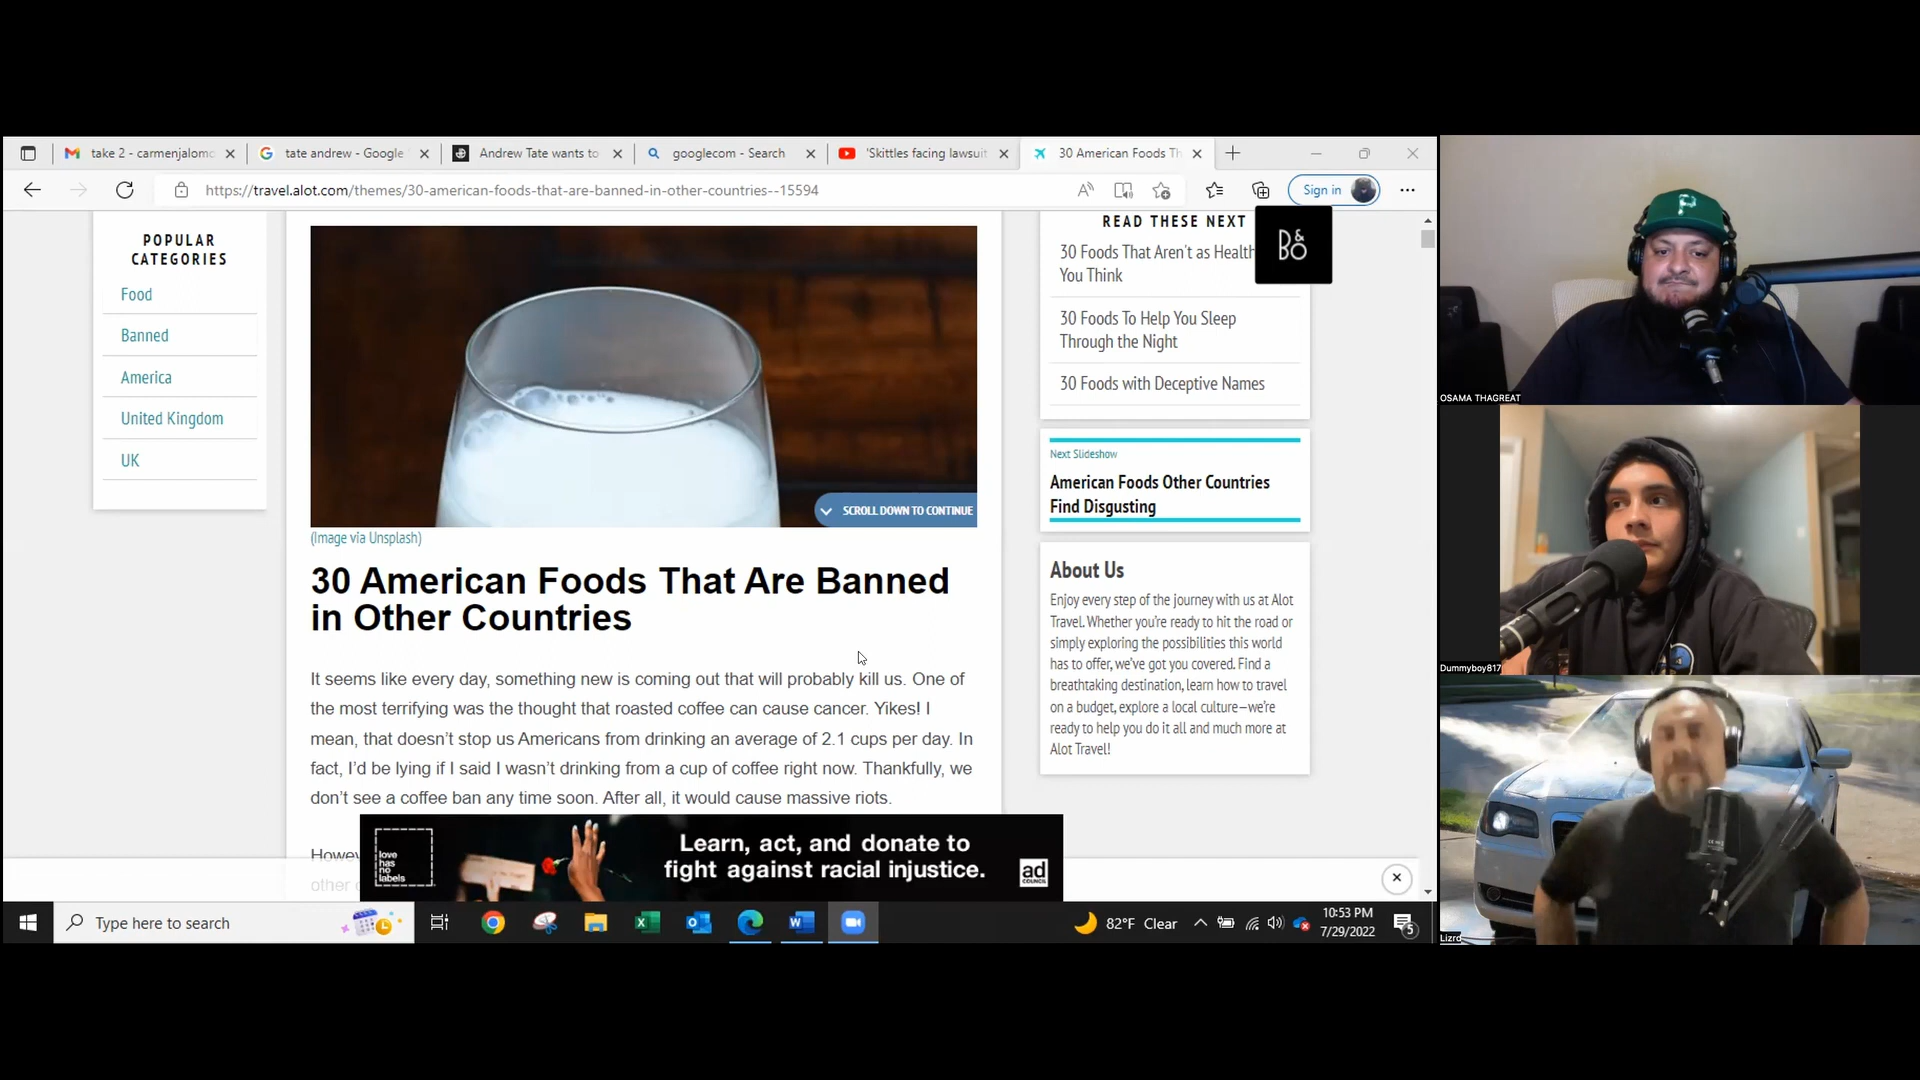 take 2 - carmenjalomo
tate andrew - Google
Andrew Tate wants to
googlecom - Search
'Skittles facing lawsuit
30 American Foods Th
https://travel.alot.com/themes/30-american-foods-that-are-banned-in-other-countries--15594
Sign in
POPULAR
CATEGORIES
Food
Banned
America
United Kingdom
UK
SCROLL DOWN TO CONTINUE
(Image via Unsplash)
30 American Foods That Are Banned
in Other Countries
It seems like every day, something new is coming out that will probably kill us. One of
the most terrifying was the thought that roasted coffee can cause cancer. Yikes! I
mean, that doesn't stop us Americans from drinking an average of 2.1 cups per day. In
fact, I'd be lying if I said I wasn't drinking from a cup of coffee right now. Thankfully, we
don't see a coffee ban any time soon. After all, it would cause massive riots.
Howev
other c
READ THESE NEXT
30 Foods That Aren't as Health
You Think
30 Foods To Help You Sleep
Through the Night
30 Foods with Deceptive Names
B&O
Next Slideshow
American Foods Other Countries
Find Disgusting
About Us
Enjoy every step of the journey with us at Alot
Travel. Whether you're ready to hit the road or
simply exploring the possibilities this world
has to offer, we've got you covered. Find a
breathtaking destination, learn how to travel
on a budget, explore a local culture—we're
ready to help you do it all and much more at
Alot Travel!
love
has
no
labels
Learn, act, and donate to
fight against racial injustice.
ad
COUNCIL
Type here to search
82°F Clear
10:53 PM
7/29/2022
5
P
OSAMA THAGREAT
Dummyboy817
Lizrd